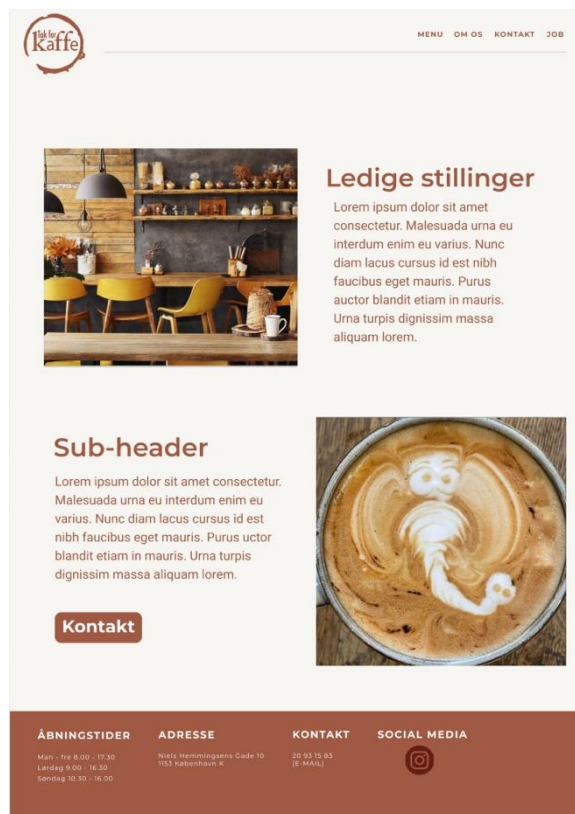 Tak for
kaffe
MENU OM OS KONTAKT JOB
Ledige stillinger
Lorem ipsum dolor sit amet
consectetur. Malesuada urna eu
interdum enim eu varius. Nunc
diam lacus cursus id est nibh
faucibus eget mauris. Purus
auctor blandit etiam in mauris.
Urna turpis dignissim massa
aliquam lorem.
Sub-header
Lorem ipsum dolor sit amet consectetur.
Malesuada urna eu interdum enim eu
varius. Nunc diam lacus cursus id est
nibh faucibus eget mauris. Purus uctor
blandit etiam in mauris. Urna turpis
dignissim massa aliquam lorem.
Kontakt
ÅBNINGSTIDER
Man - fre 8.00 - 17.30
Lørdag 9.00 - 16.30
Søndag 10.30 - 16.00
ADRESSE
Niels Hemmingsens Gade 10
1153 København K
KONTAKT
20 93 15 83
(E-MAIL)
SOCIAL MEDIA